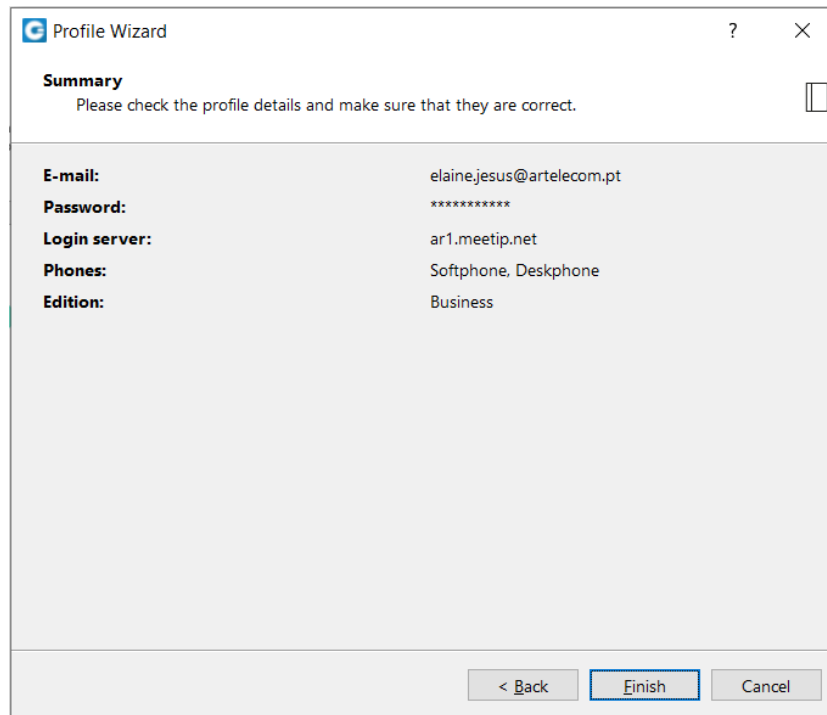 Profile Wizard
Summary
Please check the profile details and make sure that they are correct.
E-mail: elaine.jesus@artelecom.pt
Password: ***********
Login server: ar1.meetip.net
Phones: Softphone, Deskphone
Edition: Business
< Back Finish Cancel